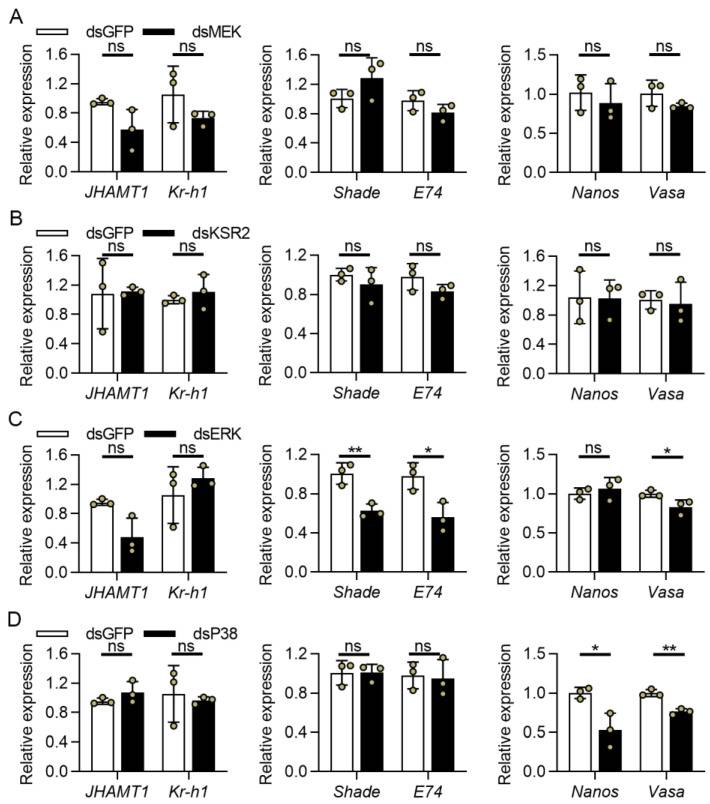 A
dsGFP dsMEK
Relative expression
1.6
1.2
0.8
0.4
0.0
ns ns
JHAMT1 Kr-h1
Relative expression
1.6
1.2
0.8
0.4
0.0
ns ns
Shade E74
Relative expression
1.5
1.0
0.5
0.0
ns ns
Nanos Vasa
B
dsGFP dsKSR2
Relative expression
1.6
1.2
0.8
0.4
0.0
ns ns
JHAMT1 Kr-h1
Relative expression
1.2
0.8
0.4
0.0
ns ns
Shade E74
Relative expression
1.5
1.0
0.5
0.0
ns ns
Nanos Vasa
C
dsGFP dsERK
Relative expression
1.6
1.2
0.8
0.4
0.0
ns ns
JHAMT1 Kr-h1
Relative expression
1.2
0.8
0.4
0.0
** *
Shade E74
Relative expression
1.5
1.0
0.5
0.0
ns *
Nanos Vasa
D
dsGFP dsP38
Relative expression
1.6
1.2
0.8
0.4
0.0
ns ns
JHAMT1 Kr-h1
Relative expression
1.2
0.8
0.4
0.0
ns ns
Shade E74
Relative expression
1.5
1.0
0.5
0.0
* **
Nanos Vasa